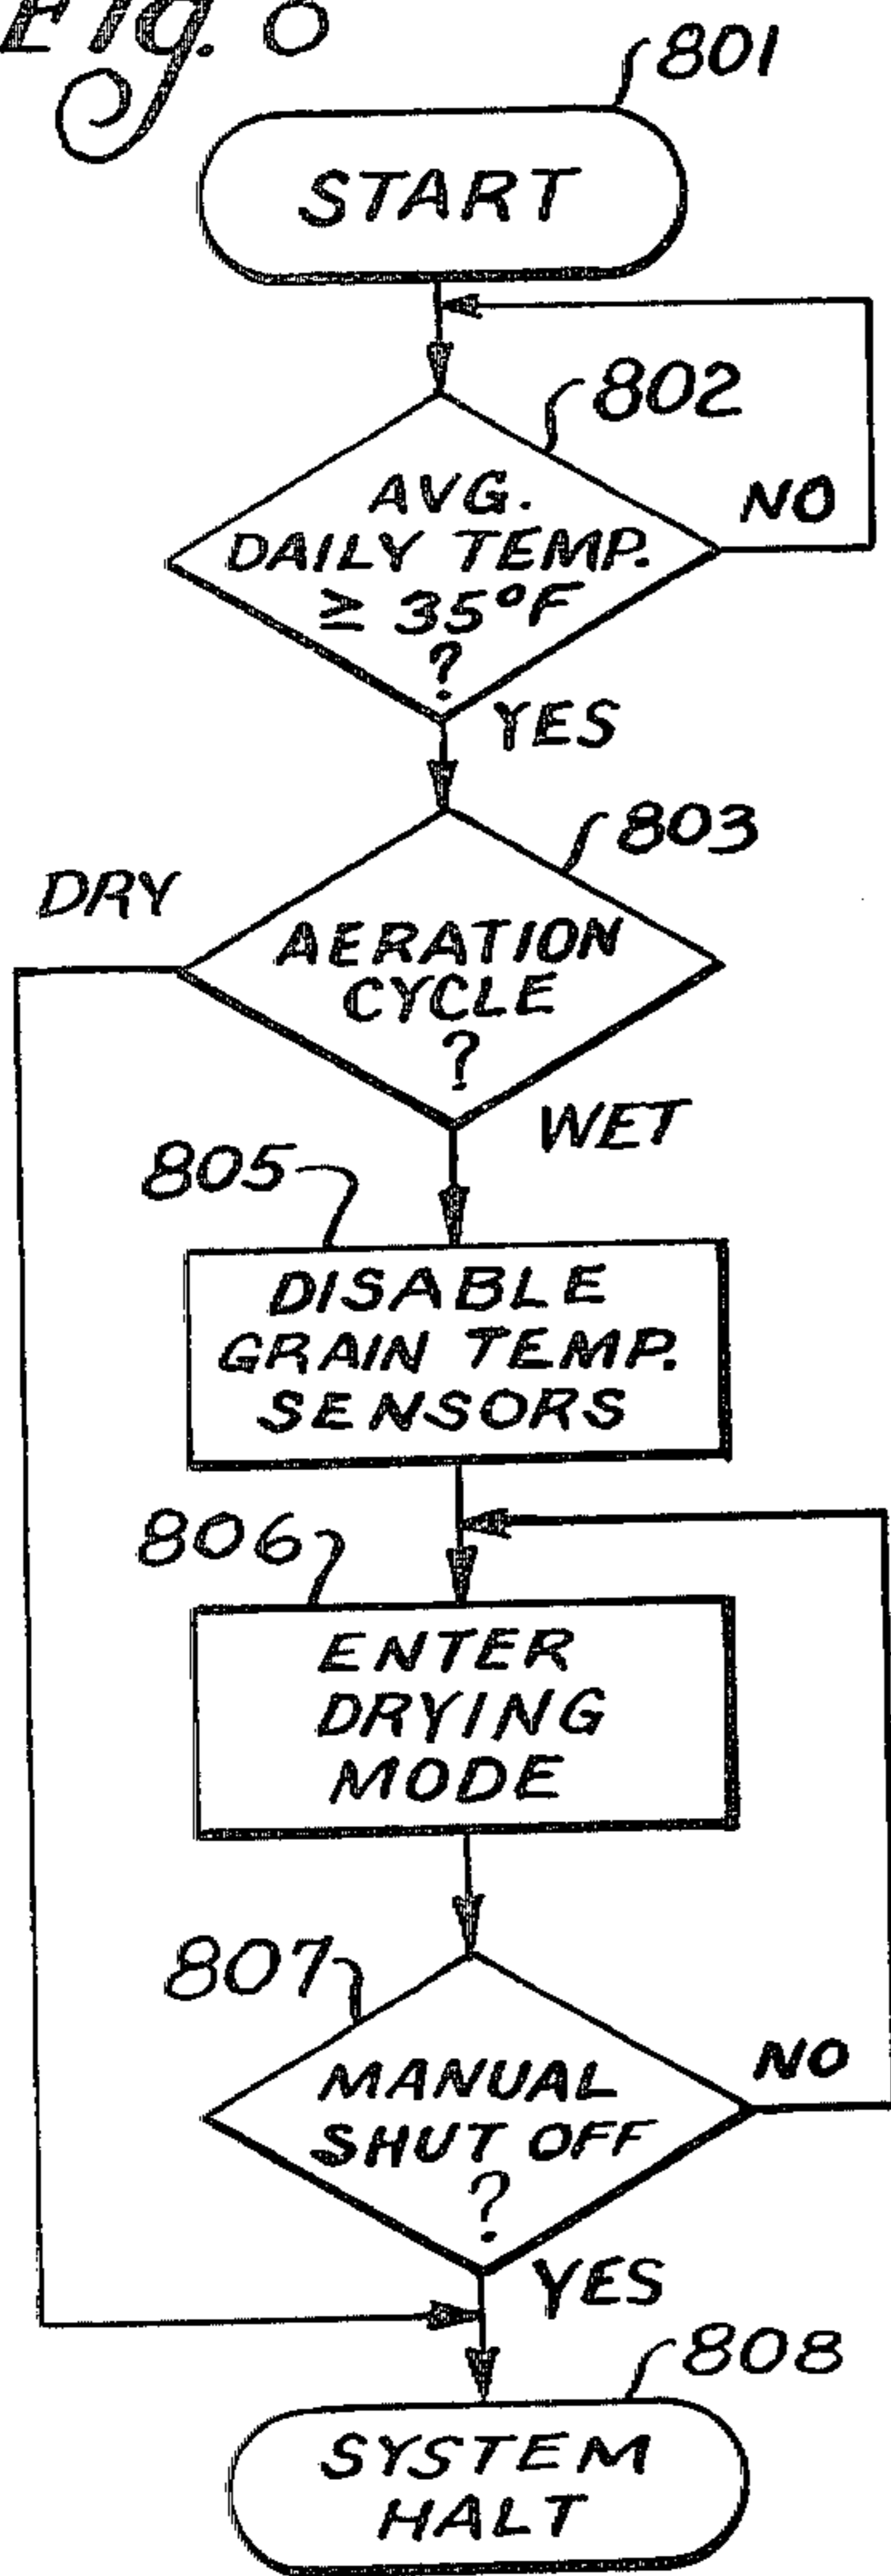 Fig. 8
801
START
802
AVG.
DAILY TEMP.
≥ 35°F
?
NO
YES
803
DRY
AERATION
CYCLE
?
WET
805
DISABLE
GRAIN TEMP.
SENSORS
806
ENTER
DRYING
MODE
807
MANUAL
SHUT OFF
?
NO
YES
808
SYSTEM
HALT